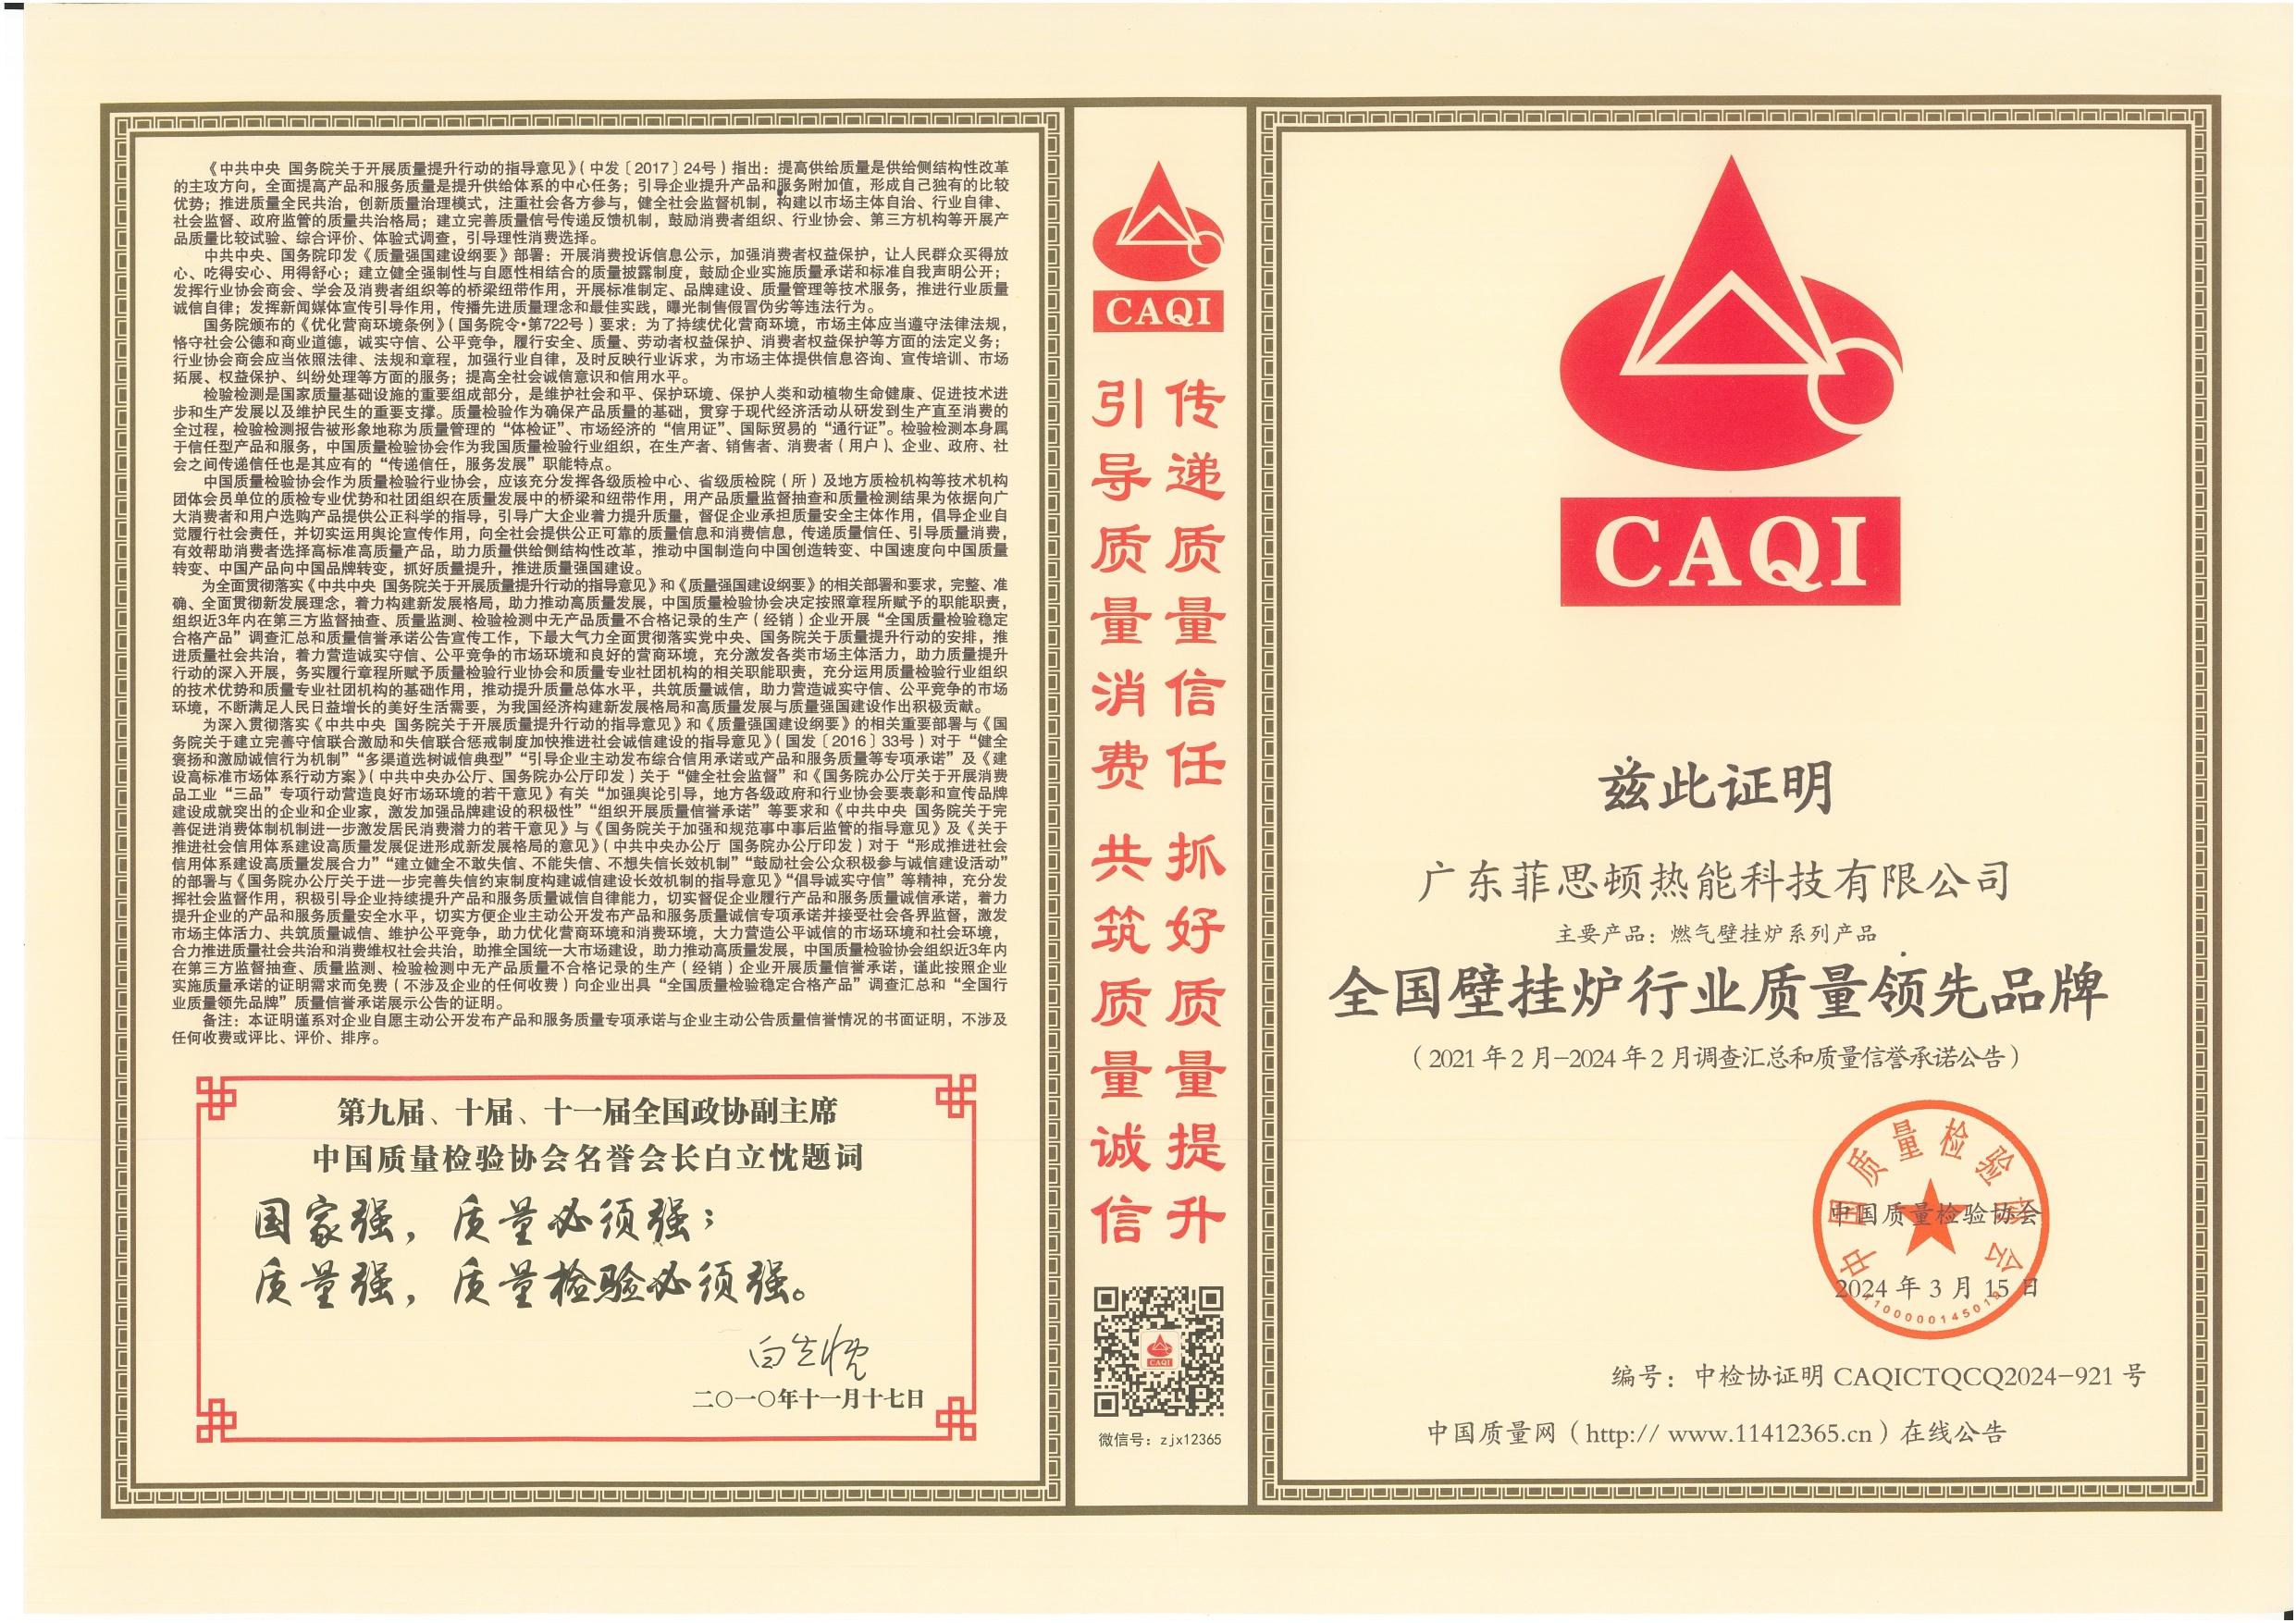 《中共中央 国务院关于开展质量提升行动的指导意见》（中发〔2017〕24号）指出：提高供给质量是供给侧结构性改革
的主攻方向，全面提高产品和服务质量是提升供给体系的中心任务；引导企业提升产品和服务附加值，形成自己独有的比较
优势；推进质量全民共治，创新质量治理模式，注重社会各方参与，健全社会监督机制，构建以市场主体自治、行业自律、
社会监督、政府监管的质量共治格局；建立完善质量信号传递反馈机制，鼓励消费者组织、行业协会、第三方机构等开展产
品质量比较试验、综合评价、体验式调查，引导理性消费选择。
中共中央、国务院印发《质量强国建设纲要》部署：开展消费投诉信息公示，加强消费者权益保护，让人民群众买得放
心、吃得安心、用得舒心；建立健全强制性与自愿性相结合的质量披露制度，鼓励企业实施质量承诺和标准自我声明公开；
发挥行业协会商会、学会及消费者组织等的桥梁纽带作用，开展标准制定、品牌建设、质量管理等技术服务，推进行业质量
诚信自律；发挥新闻媒体宣传引导作用，传播先进质量理念和最佳实践，曝光制售假冒伪劣等违法行为。
国务院颁布的《优化营商环境条例》（国务院令·第722号）要求：为了持续优化营商环境，市场主体应当遵守法律法规，
恪守社会公德和商业道德，诚实守信、公平竞争，履行安全、质量、劳动者权益保护、消费者权益保护等方面的法定义务；
行业协会商会应当依照法律、法规和章程，加强行业自律，及时反映行业诉求，为市场主体提供信息咨询、宣传培训、市场
拓展、权益保护、纠纷处理等方面的服务；提高全社会诚信意识和信用水平。
检验检测是国家质量基础设施的重要组成部分，是维护社会和平、保护环境、保护人类和动植物生命健康、促进技术进
步和生产发展以及维护民生的重要支撑。质量检验作为确保产品质量的基础，贯穿于现代经济活动从研发到生产直至消费的
全过程，检验检测报告被形象地称为质量管理的“体检证”、市场经济的“信用证”、国际贸易的“通行证”。检验检测本身属
于信任型产品和服务，中国质量检验协会作为我国质量检验行业组织，在生产者、销售者、消费者（用户）、企业、政府、社
会之间传递信任也是其应有的“传递信任，服务发展”职能特点。
中国质量检验协会作为质量检验行业协会，应该充分发挥各级质检中心、省级质检院（所）及地方质检机构等技术机构
团体会员单位的质检专业优势和社团组织在质量发展中的桥梁和纽带作用，用产品质量监督抽查和质量检测结果为依据向广
大消费者和用户选购产品提供公正科学的指导，引导广大企业着力提升质量，督促企业承担质量安全主体作用，倡导企业自
觉履行社会责任，并切实运用舆论宣传作用，向全社会提供公正可靠的质量信息和消费信息，传递质量信任、引导质量消费，
有效帮助消费者选择高标准高质量产品，助力质量供给侧结构性改革，推动中国制造向中国创造转变、中国速度向中国质量
转变、中国产品向中国品牌转变，抓好质量提升，推进质量强国建设。
为全面贯彻落实《中共中央 国务院关于开展质量提升行动的指导意见》和《质量强国建设纲要》的相关部署和要求，完整、准
确、全面贯彻新发展理念，着力构建新发展格局，助力推动高质量发展，中国质量检验协会决定按照章程所赋予的职能职责，
组织近3年内在第三方监督抽查、质量监测、检验检测中无产品质量不合格记录的生产（经销）企业开展“全国质量检验稳定
合格产品”调查汇总和质量信誉承诺公告宣传工作，下最大气力全面贯彻落实党中央、国务院关于质量提升行动的安排，推
进质量社会共治，着力营造诚实守信、公平竞争的市场环境和良好的营商环境，充分激发各类市场主体活力，助力质量提升
行动的深入开展，务实履行章程所赋予质量检验行业协会和质量专业社团机构的相关职能职责，充分运用质量检验行业组织
的技术优势和质量专业社团机构的基础作用，推动提升质量总体水平，共筑质量诚信，助力营造诚实守信、公平竞争的市场
环境，不断满足人民日益增长的美好生活需要，为我国经济构建新发展格局和高质量发展与质量强国建设作出积极贡献。
为深入贯彻落实《中共中央 国务院关于开展质量提升行动的指导意见》和《质量强国建设纲要》的相关重要部署与《国
务院关于建立完善守信联合激励和失信联合惩戒制度加快推进社会诚信建设的指导意见》（国发〔2016〕33号）对于“健全
褒扬和激励诚信行为机制”“多渠道选树诚信典型”“引导企业主动发布综合信用承诺或产品和服务质量等专项承诺”及《建
设高标准市场体系行动方案》（中共中央办公厅、国务院办公厅印发）关于“健全社会监督”和《国务院办公厅关于开展消费
品工业“三品”专项行动营造良好市场环境的若干意见》有关“加强舆论引导，地方各级政府和行业协会要表彰和宣传品牌
建设成就突出的企业和企业家，激发加强品牌建设的积极性”“组织开展质量信誉承诺”等要求和《中共中央 国务院关于完
善促进消费体制机制进一步激发居民消费潜力的若干意见》与《国务院关于加强和规范事中事后监管的指导意见》及《关于
推进社会信用体系建设高质量发展促进形成新发展格局的意见》（中共中央办公厅 国务院办公厅印发）对于“形成推进社会
信用体系建设高质量发展合力”“建立健全不敢失信、不能失信、不想失信长效机制”“鼓励社会公众积极参与诚信建设活动”
的部署与《国务院办公厅关于进一步完善失信约束制度构建诚信建设长效机制的指导意见》“倡导诚实守信”等精神，充分发
挥社会监督作用，积极引导企业持续提升产品和服务质量诚信自律能力，切实督促企业履行产品和服务质量诚信承诺，着力
提升企业的产品和服务质量安全水平，切实方便企业主动公开发布产品和服务质量诚信专项承诺并接受社会各界监督，激发
市场主体活力、共筑质量诚信、维护公平竞争，助力优化营商环境和消费环境，大力营造公平诚信的市场环境和社会环境，
合力推进质量社会共治和消费维权社会共治，助推全国统一大市场建设，助力推动高质量发展，中国质量检验协会组织近3年内
在第三方监督抽查、质量监测、检验检测中无产品质量不合格记录的生产（经销）企业开展质量信誉承诺，谨此按照企业
实施质量承诺的证明需求而免费（不涉及企业的任何收费）向企业出具“全国质量检验稳定合格产品”调查汇总和“全国行
业质量领先品牌”质量信誉承诺展示公告的证明。
备注：本证明谨系对企业自愿主动公开发布产品和服务质量专项承诺与企业主动公告质量信誉情况的书面证明，不涉及
任何收费或评比、评价、排序。
第九届、十届、十一届全国政协副主席
中国质量检验协会名誉会长白立忱题词
国家强，质量必须强；
质量强，质量检验必须强。
白立忱
二〇一〇年十一月十七日
CAQI
传递质量信任 抓好质量提升
引导质量消费 共筑质量诚信
CAQI
微信号：zjx12365
CAQI
兹此证明
广东菲思顿热能科技有限公司
主要产品：燃气壁挂炉系列产品
全国壁挂炉行业质量领先品牌
（2021年2月-2024年2月调查汇总和质量信誉承诺公告）
中国质量检验协会
中国质量检验协会
2024年3月15日
编号：中检协证明 CAQICTQCQ2024-921 号
中国质量网（http:// www.11412365.cn）在线公告